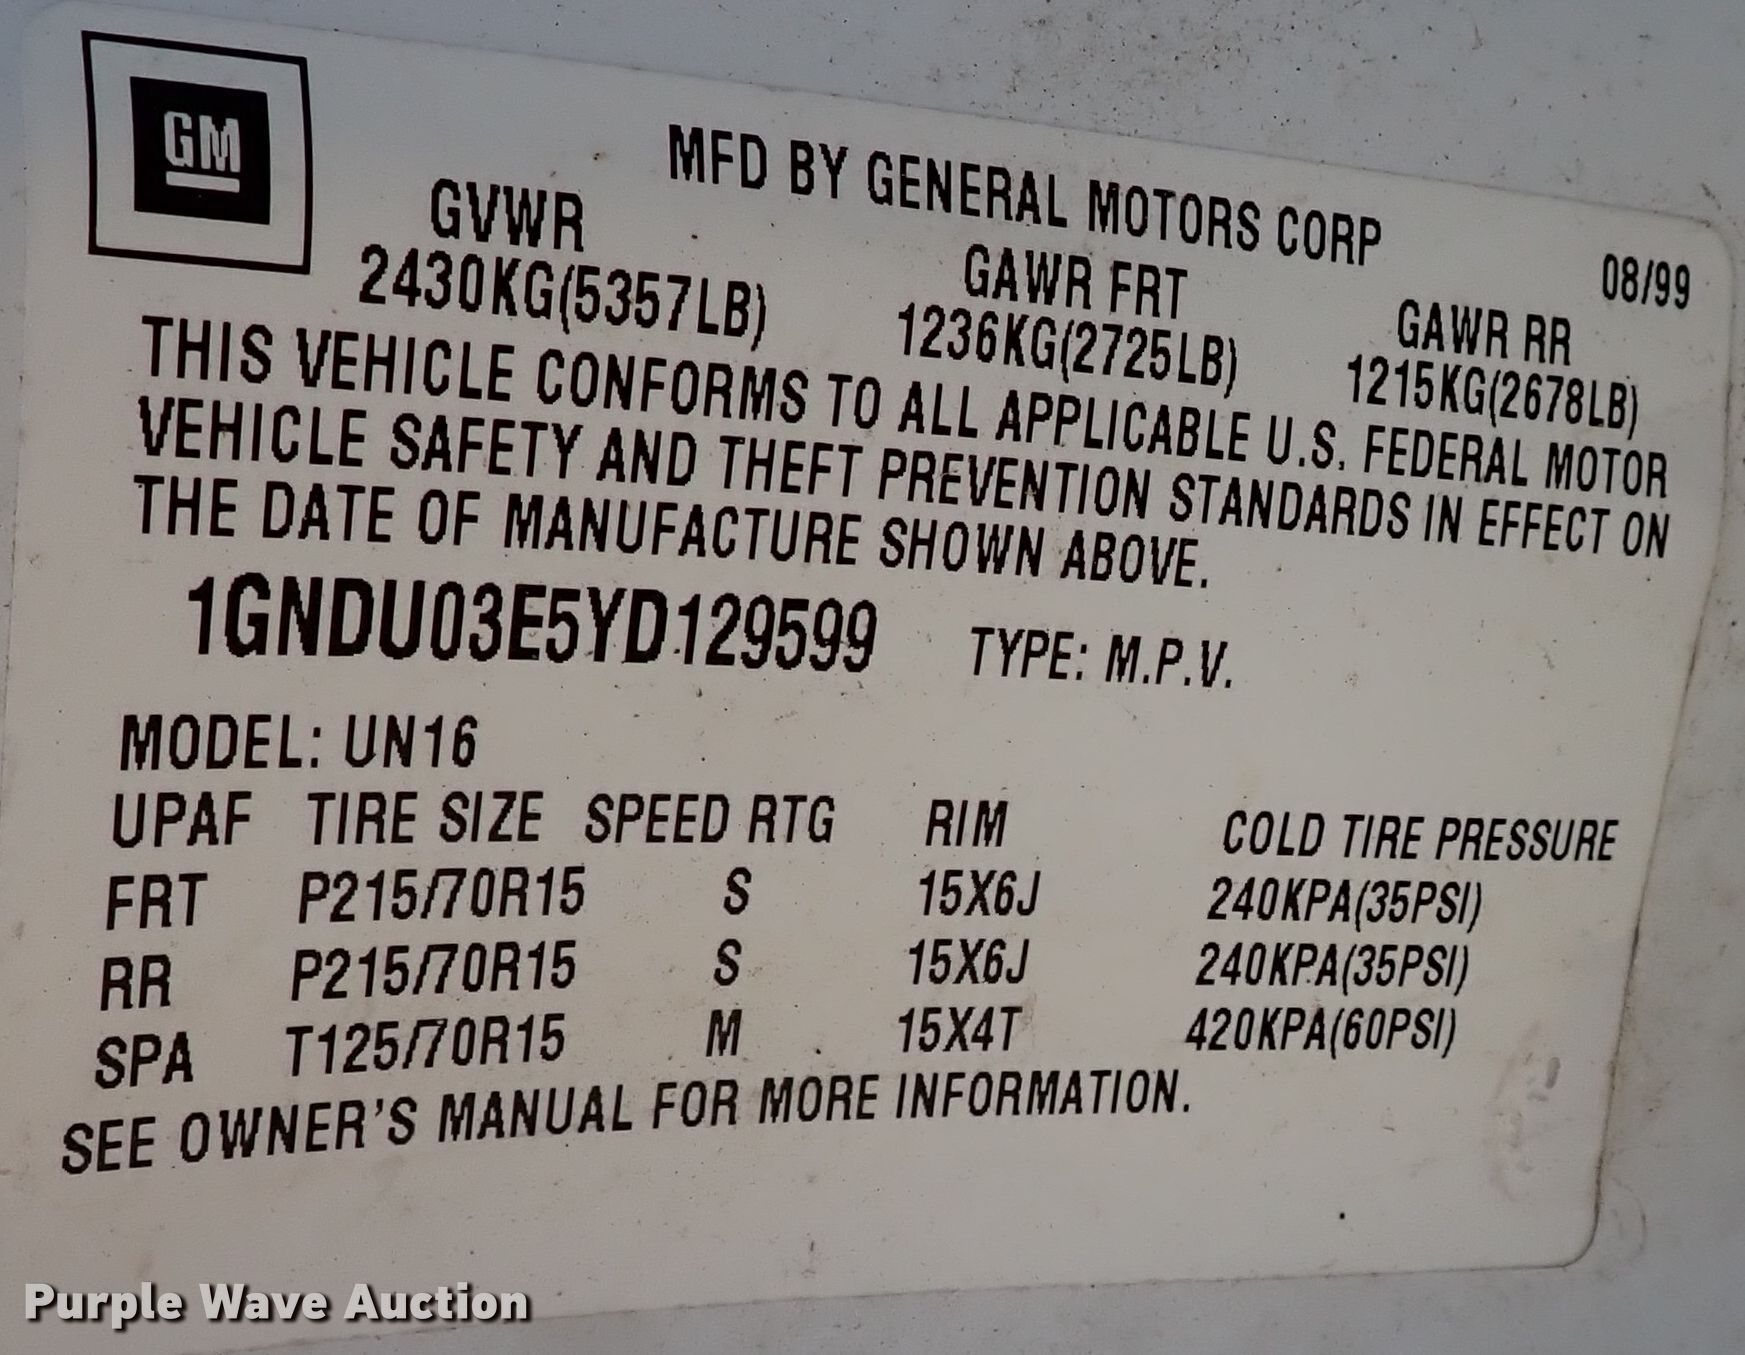 GM
MFD BY GENERAL MOTORS CORP
08/99
GVWR GAWR FRT GAWR RR
2430KG(5357LB) 1236KG(2725LB) 1215KG(2678LB)
THIS VEHICLE CONFORMS TO ALL APPLICABLE U.S. FEDERAL MOTOR
VEHICLE SAFETY AND THEFT PREVENTION STANDARDS IN EFFECT ON
THE DATE OF MANUFACTURE SHOWN ABOVE.
1GNDU03E5YD129599 TYPE: M.P.V.
MODEL: UN16
UPAF TIRE SIZE SPEED RTG RIM COLD TIRE PRESSURE
FRT P215/70R15 S 15X6J 240KPA(35PSI)
RR P215/70R15 S 15X6J 240KPA(35PSI)
SPA T125/70R15 M 15X4T 420KPA(60PSI)
SEE OWNER'S MANUAL FOR MORE INFORMATION.
Purple Wave Auction